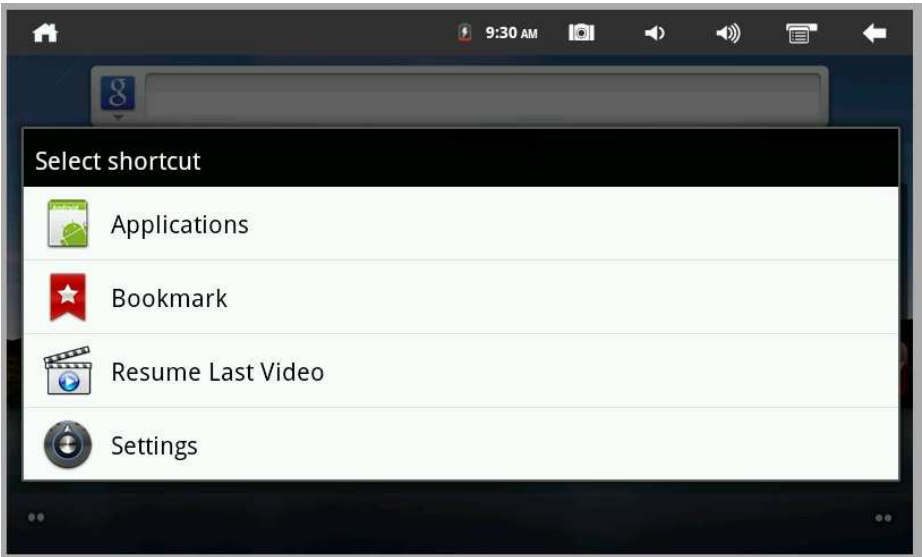 9:30 AM
g
Select shortcut
Applications
Bookmark
Resume Last Video
Settings